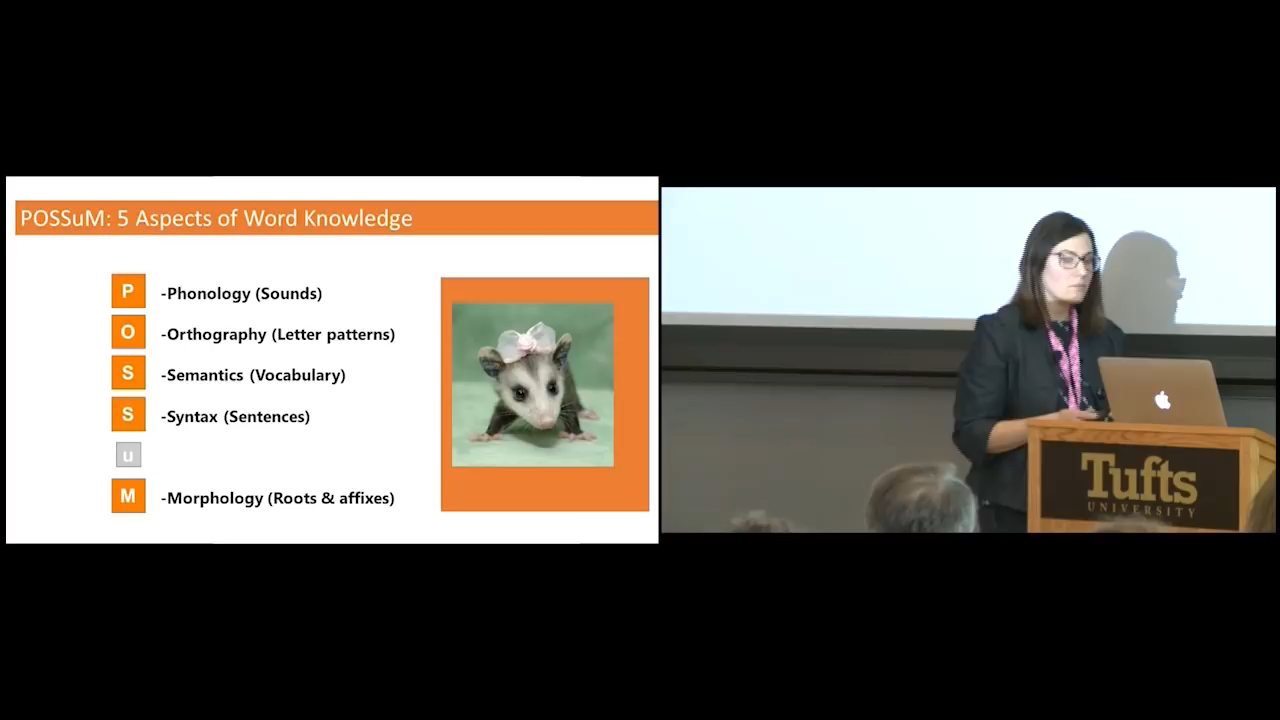 POSSuM: 5 Aspects of Word Knowledge
P -Phonology (Sounds)
O -Orthography (Letter patterns)
S -Semantics (Vocabulary)
S -Syntax (Sentences)
u
M -Morphology (Roots & affixes)
Tufts
UNIVERSITY